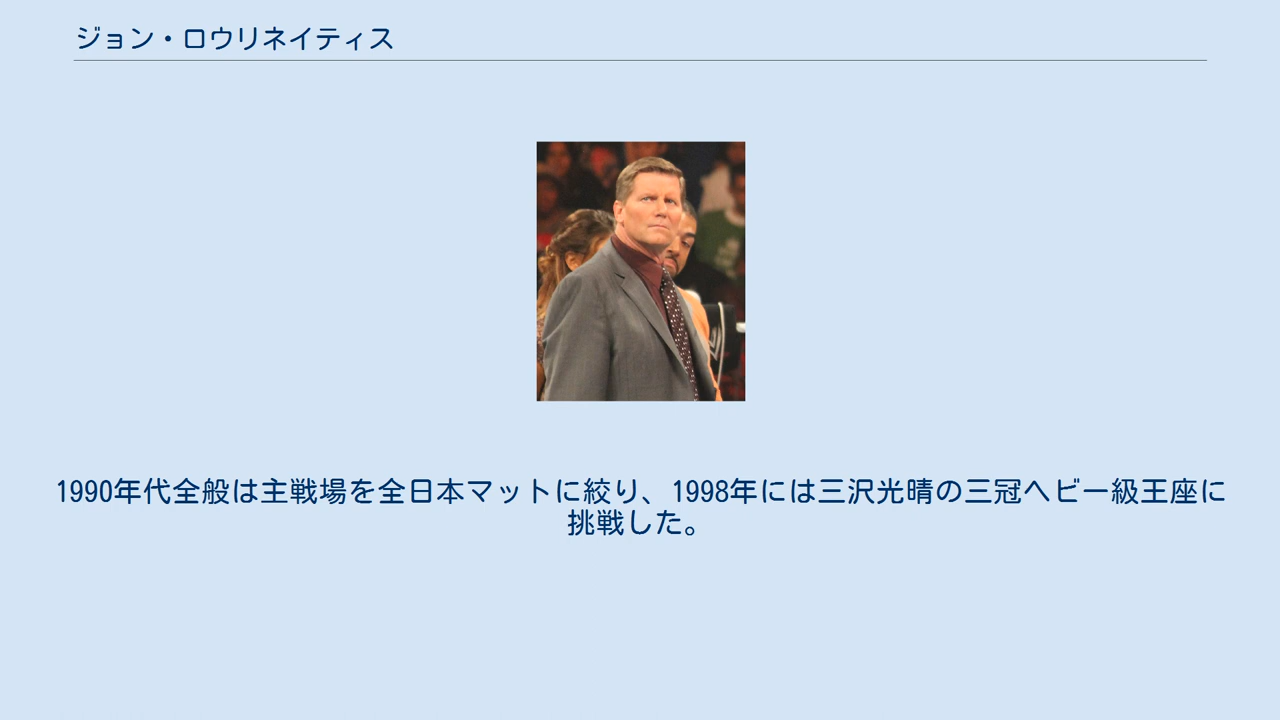 ジョン・ロウリネイティス
1990年代全般は主戦場を全日本マットに絞り、1998年には三沢光晴の三冠ヘビー級王座に
挑戦した。